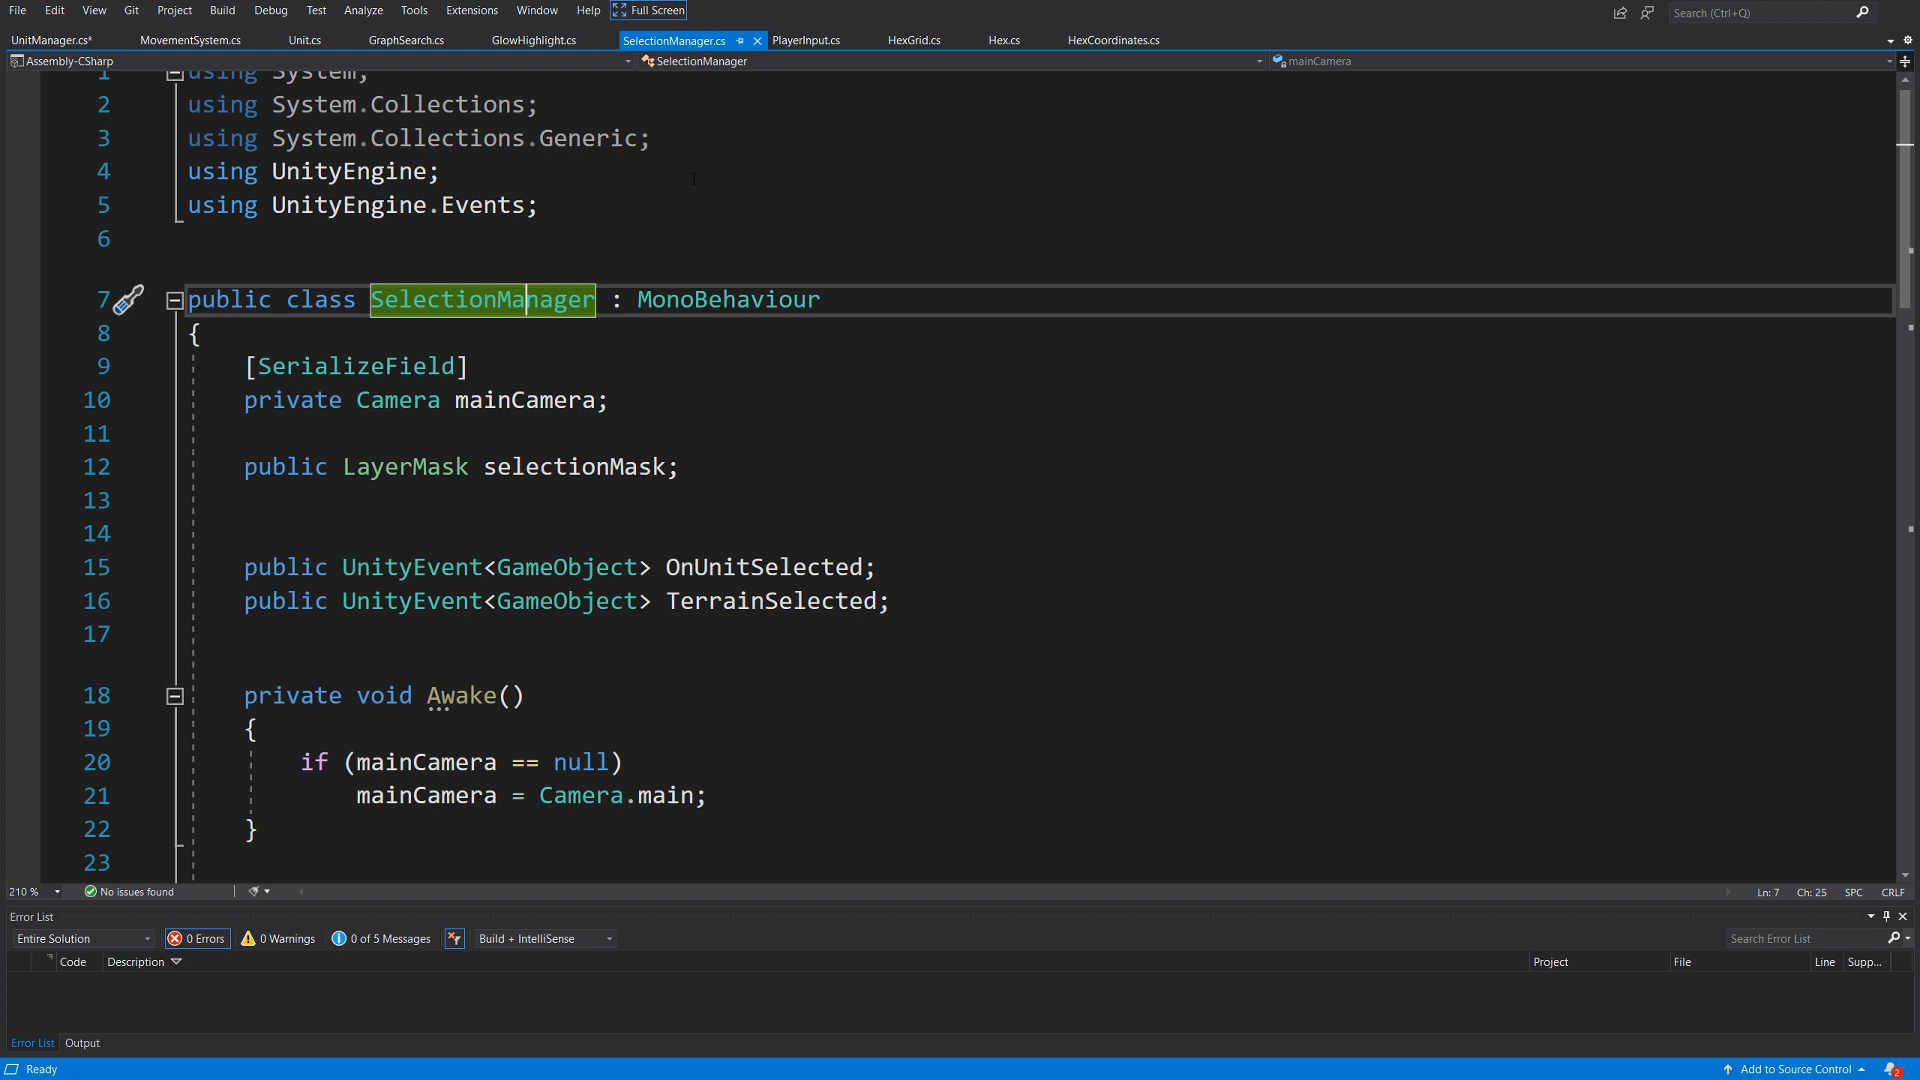 File Edit View Git Project Build Debug Test Analyze Tools Extensions Window Help Full Screen Search (Ctrl+Q)
UnitManager.cs* MovementSystem.cs Unit.cs GraphSearch.cs GlowHighlight.cs SelectionManager.cs PlayerInput.cs HexGrid.cs Hex.cs HexCoordinates.cs
Assembly-CSharp SelectionManager mainCamera
1 using System;
2 using System.Collections;
3 using System.Collections.Generic;
4 using UnityEngine;
5 using UnityEngine.Events;
6
7 public class SelectionManager : MonoBehaviour
8 {
9 [SerializeField]
10 private Camera mainCamera;
11
12 public LayerMask selectionMask;
13
14
15 public UnityEvent<GameObject> OnUnitSelected;
16 public UnityEvent<GameObject> TerrainSelected;
17
18 private void Awake()
19 {
20 if (mainCamera == null)
21 mainCamera = Camera.main;
22 }
23
210 % No issues found Ln: 7 Ch: 25 SPC CRLF
Error List
Entire Solution 0 Errors 0 Warnings 0 of 5 Messages Build + IntelliSense Search Error List
Code Description Project File Line Supp...
Error List Output
Ready Add to Source Control 2